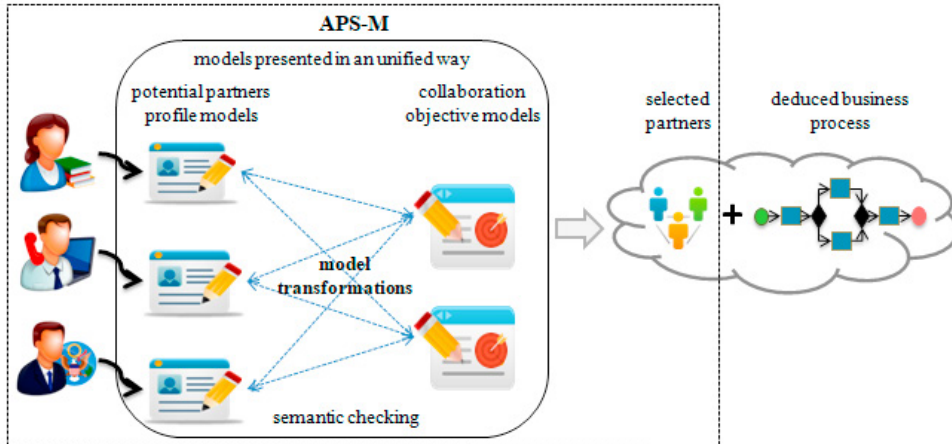 APS-M
models presented in an unified way
potential partners
profile models
collaboration
objective models
selected
partners
deduced business
process
model
transformations
semantic checking